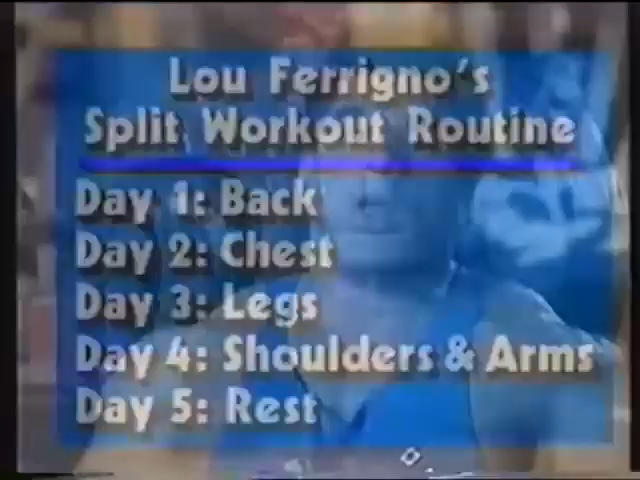 Lou Ferrigno's
Split Workout Routine
Day 1: Back
Day 2: Chest
Day 3: Legs
Day 4: Shoulders & Arms
Day 5: Rest